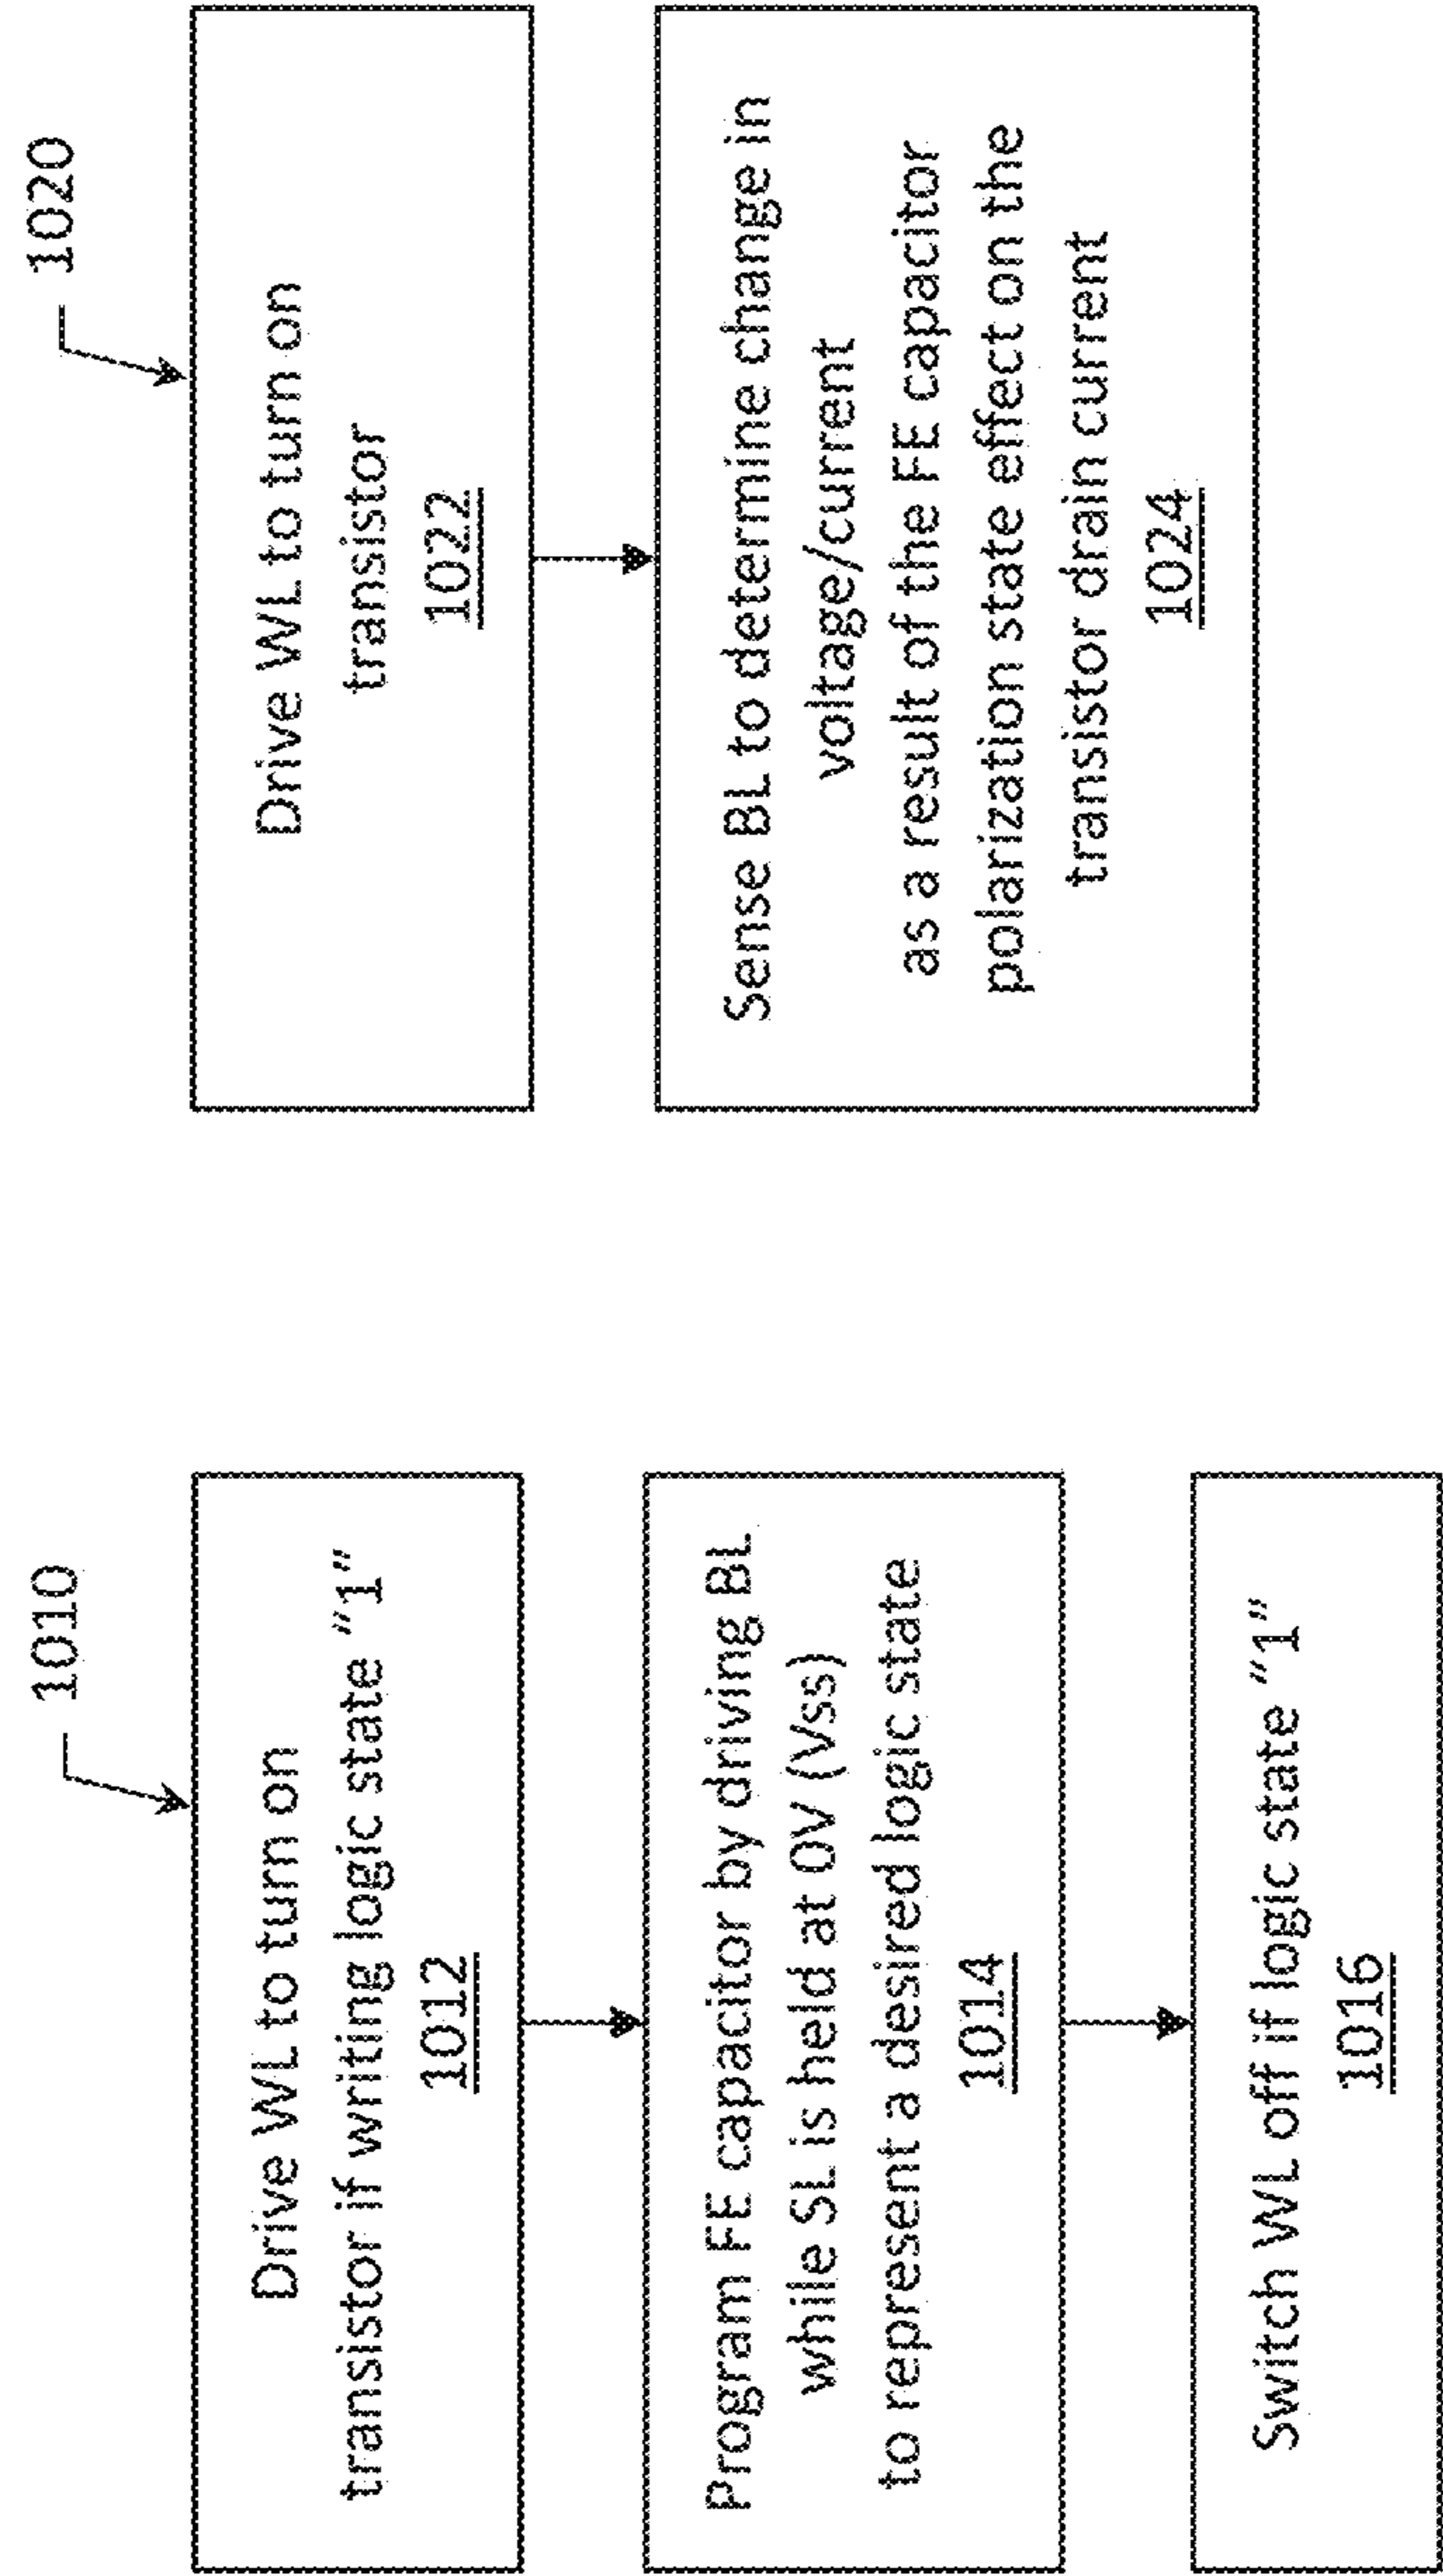 1010
Drive WL to turn on
transistor if writing logic state "1"
1012
Program FE capacitor by driving BL
while SL is held at 0V (Vss)
to represent a desired logic state
1014
Switch WL off if logic state "1"
1016
1020
Drive WL to turn on
transistor
1022
Sense BL to determine change in
voltage/current
as a result of the FE capacitor
polarization state effect on the
transistor drain current
1024